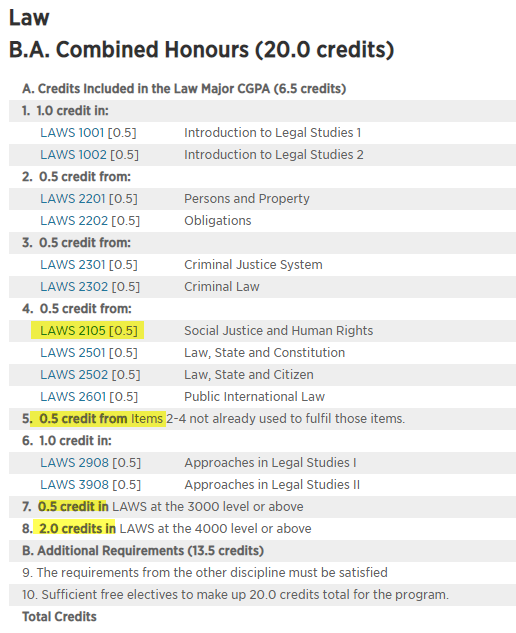 Law
B.A. Combined Honours (20.0 credits)
A. Credits Included in the Law Major CGPA (6.5 credits)
1. 1.0 credit in:
LAWS 1001 [0.5] Introduction to Legal Studies 1
LAWS 1002 [0.5] Introduction to Legal Studies 2
2. 0.5 credit from:
LAWS 2201 [0.5] Persons and Property
LAWS 2202 [0.5] Obligations
3. 0.5 credit from:
LAWS 2301 [0.5] Criminal Justice System
LAWS 2302 [0.5] Criminal Law
4. 0.5 credit from:
LAWS 2105 [0.5] Social Justice and Human Rights
LAWS 2501 [0.5] Law, State and Constitution
LAWS 2502 [0.5] Law, State and Citizen
LAWS 2601 [0.5] Public International Law
5. 0.5 credit from Items 2-4 not already used to fulfil those items.
6. 1.0 credit in:
LAWS 2908 [0.5] Approaches in Legal Studies I
LAWS 3908 [0.5] Approaches in Legal Studies II
7. 0.5 credit in LAWS at the 3000 level or above
8. 2.0 credits in LAWS at the 4000 level or above
B. Additional Requirements (13.5 credits)
9. The requirements from the other discipline must be satisfied
10. Sufficient free electives to make up 20.0 credits total for the program.
Total Credits